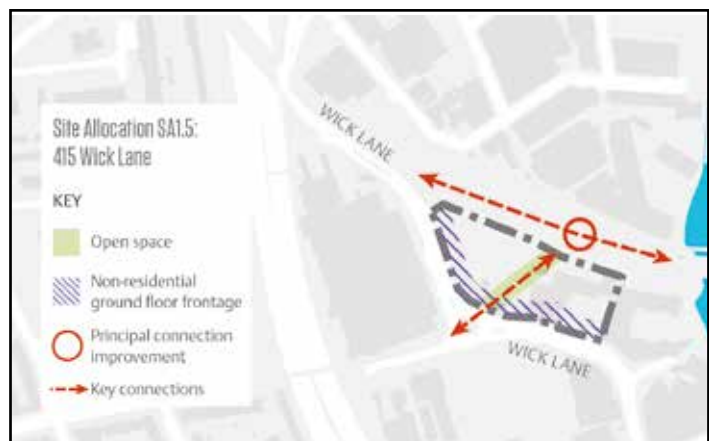 Site Allocation SA1.5:
415 Wick Lane
KEY
Open space
Non-residential
ground floor frontage
Principal connection
improvement
Key connections
WICK LANE
WICK LANE